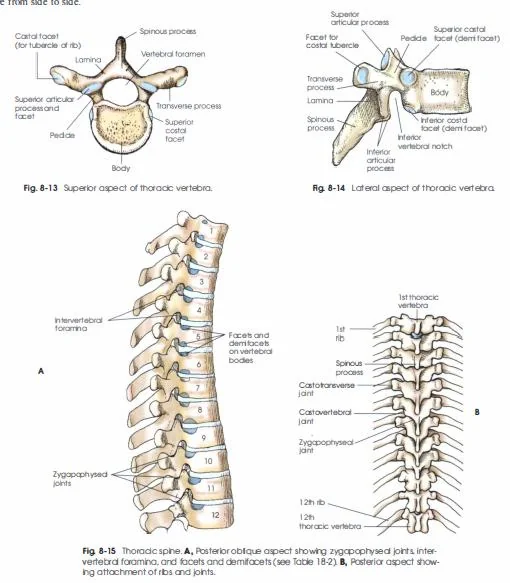 e from side to side.
Spinous process
Castal facet
(for tubercle of rib)
Lamina
Vertebral foramen
Superior articular
process and
facet
Transverse process
Pedicle
Superior
costal
facet
Body
Fig. 8-13 Superior aspect of thoracic vertebra.
Superior
articular process
Facet for
costal tubercle
Pedicle
Superior costal
facet (demifacet)
Transverse
process
Body
Lamina
Spinous
process
Inferior costal
facet (demifacet)
Inferior
vertebral notch
Inferior
articular
process
Fig. 8-14 Lateral aspect of thoracic vertebra.
1
2
3
4
5
6
7
8
9
10
11
12
Intervertebral
foramina
Facets and
demifacets
on vertebral
bodies
A
Zygapophyseal
joints
1st thoracic
vertebra
1st
rib
Spinous
process
Costotransverse
joint
Costovertebral
joint
B
Zygapophyseal
joint
12th rib
12th
thoracic vertebra
Fig. 8-15 Thoracic spine. A, Posterior oblique aspect showing zygapophyseal joints, inter-
vertebral foramina, and facets and demifacets (see Table 18-2). B, Posterior aspect show-
ing attachment of ribs and joints.